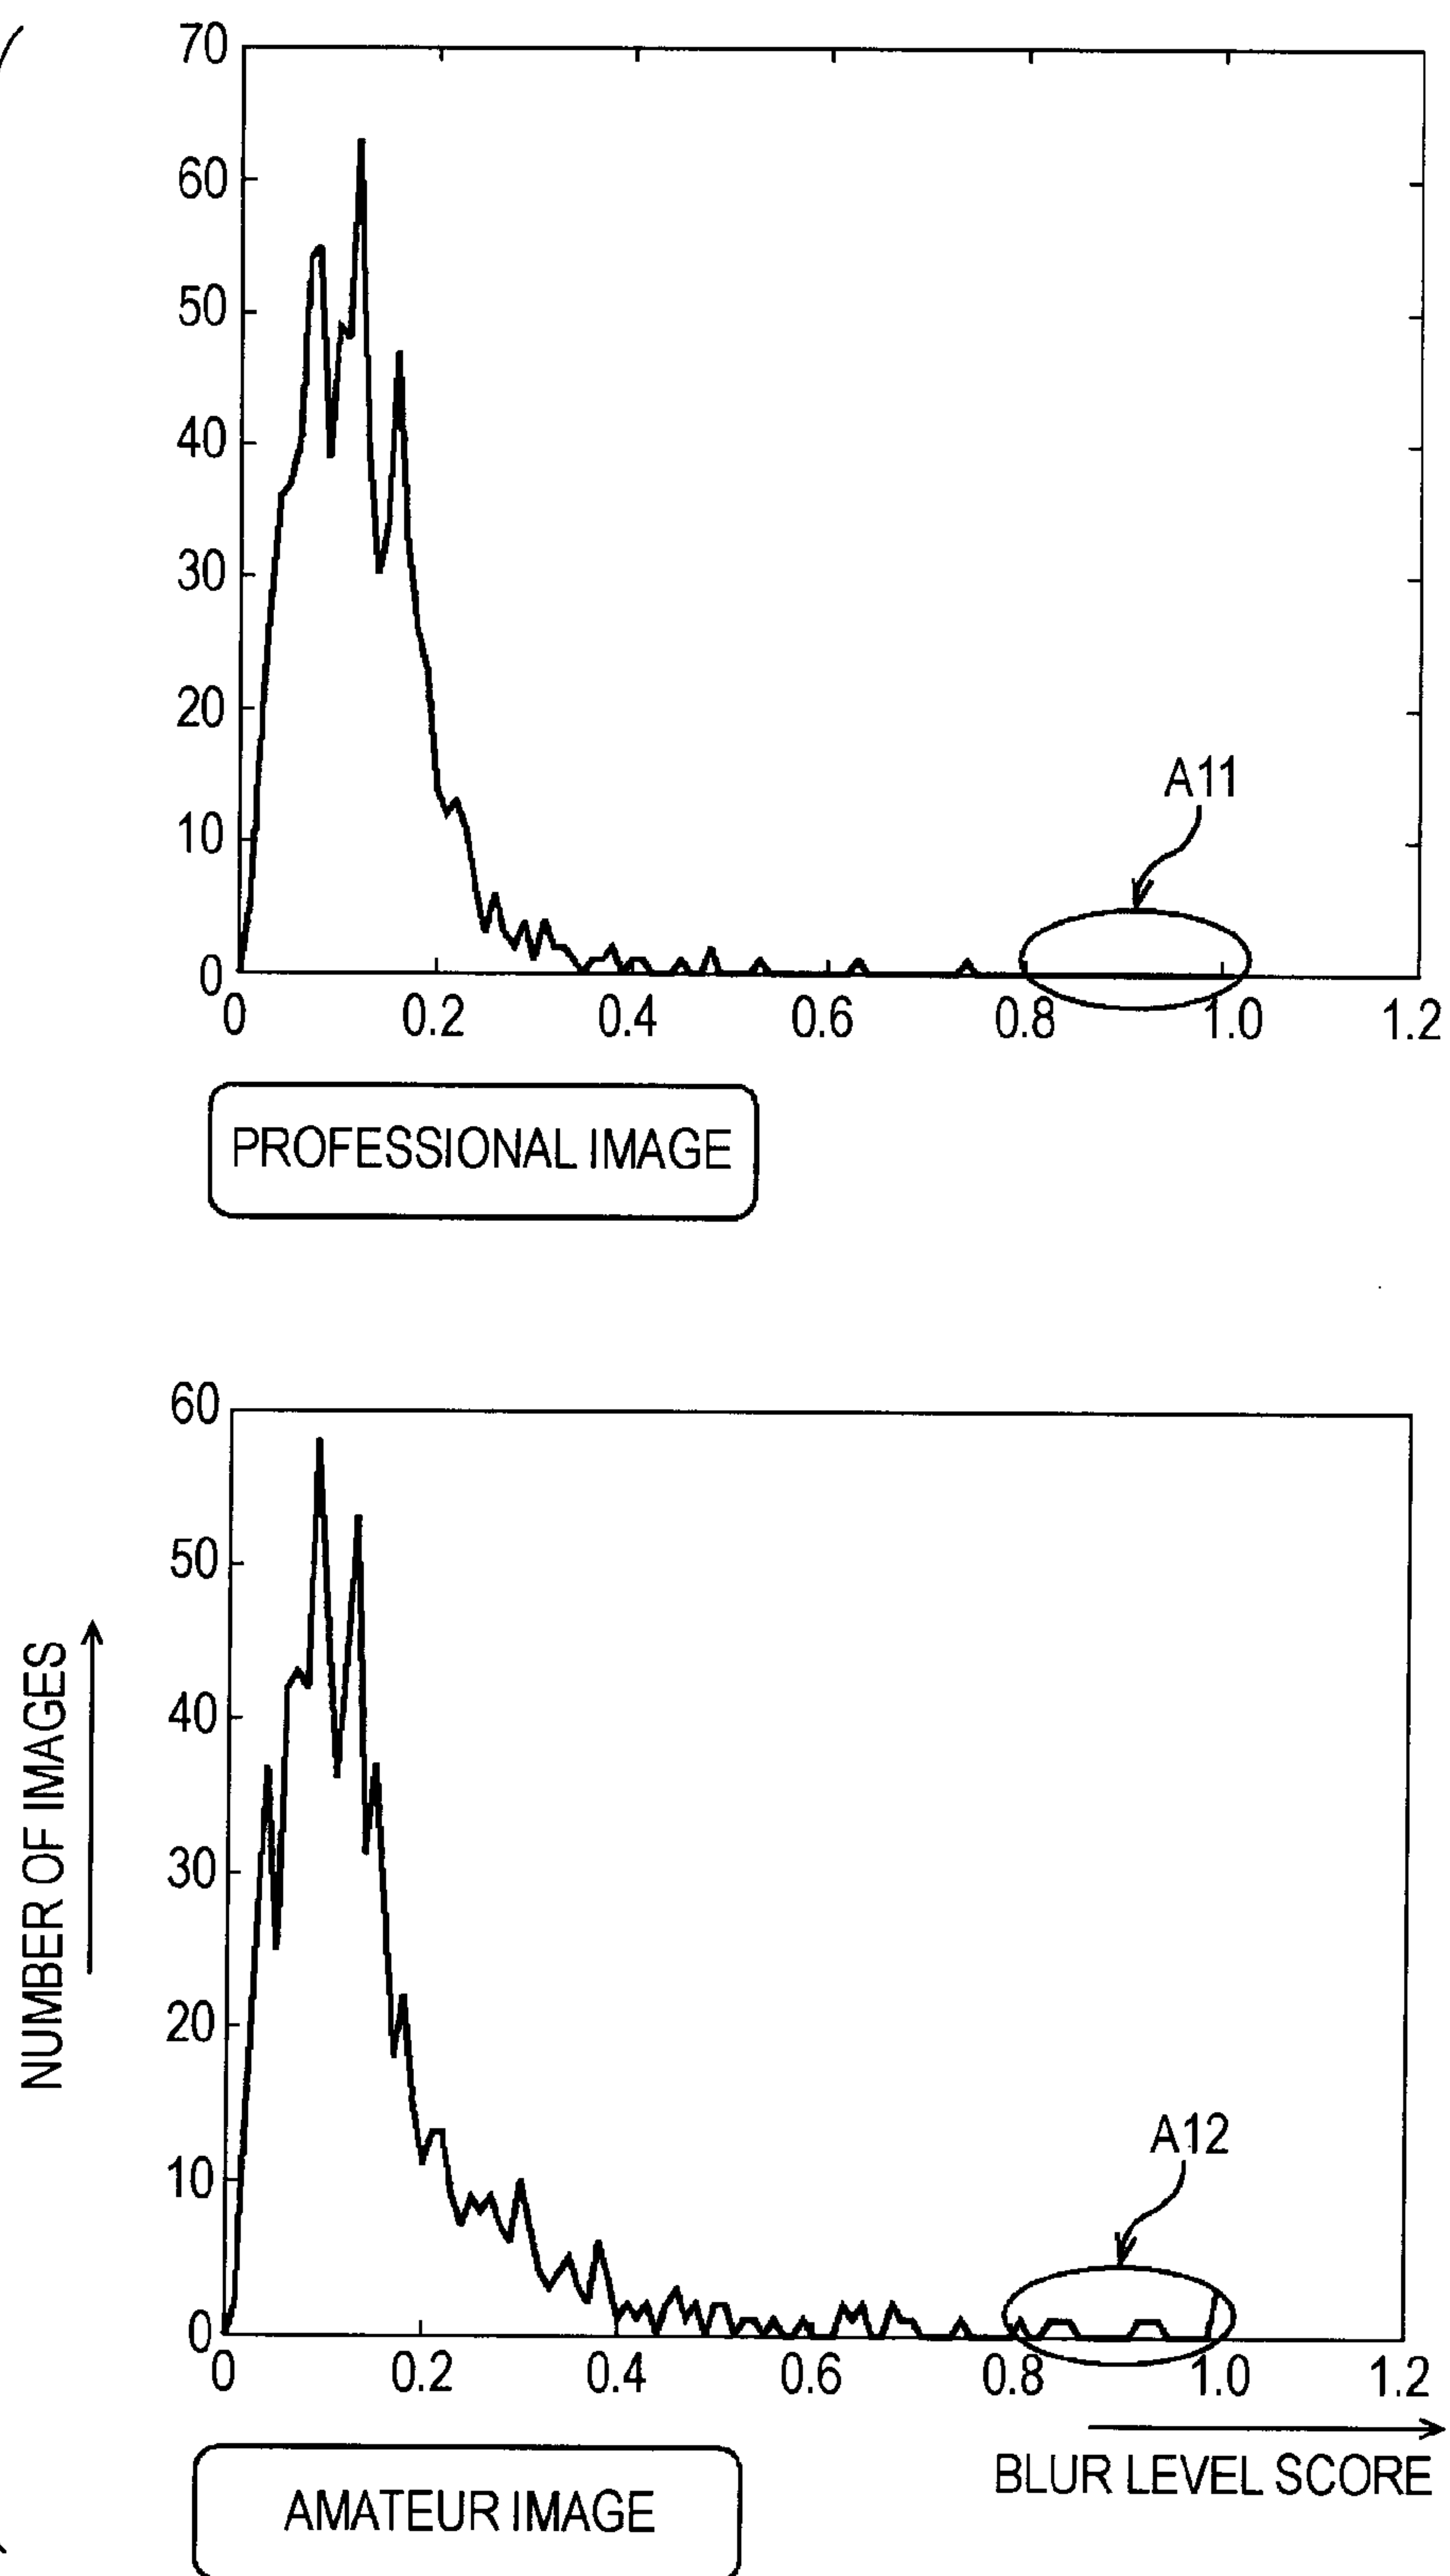 70
60
50
40
30
20
10
0
A11
0 0.2 0.4 0.6 0.8 1.0 1.2
PROFESSIONAL IMAGE
60
50
40
30
20
10
0
NUMBER OF IMAGES
A12
0 0.2 0.4 0.6 0.8 1.0 1.2
BLUR LEVEL SCORE
AMATEUR IMAGE